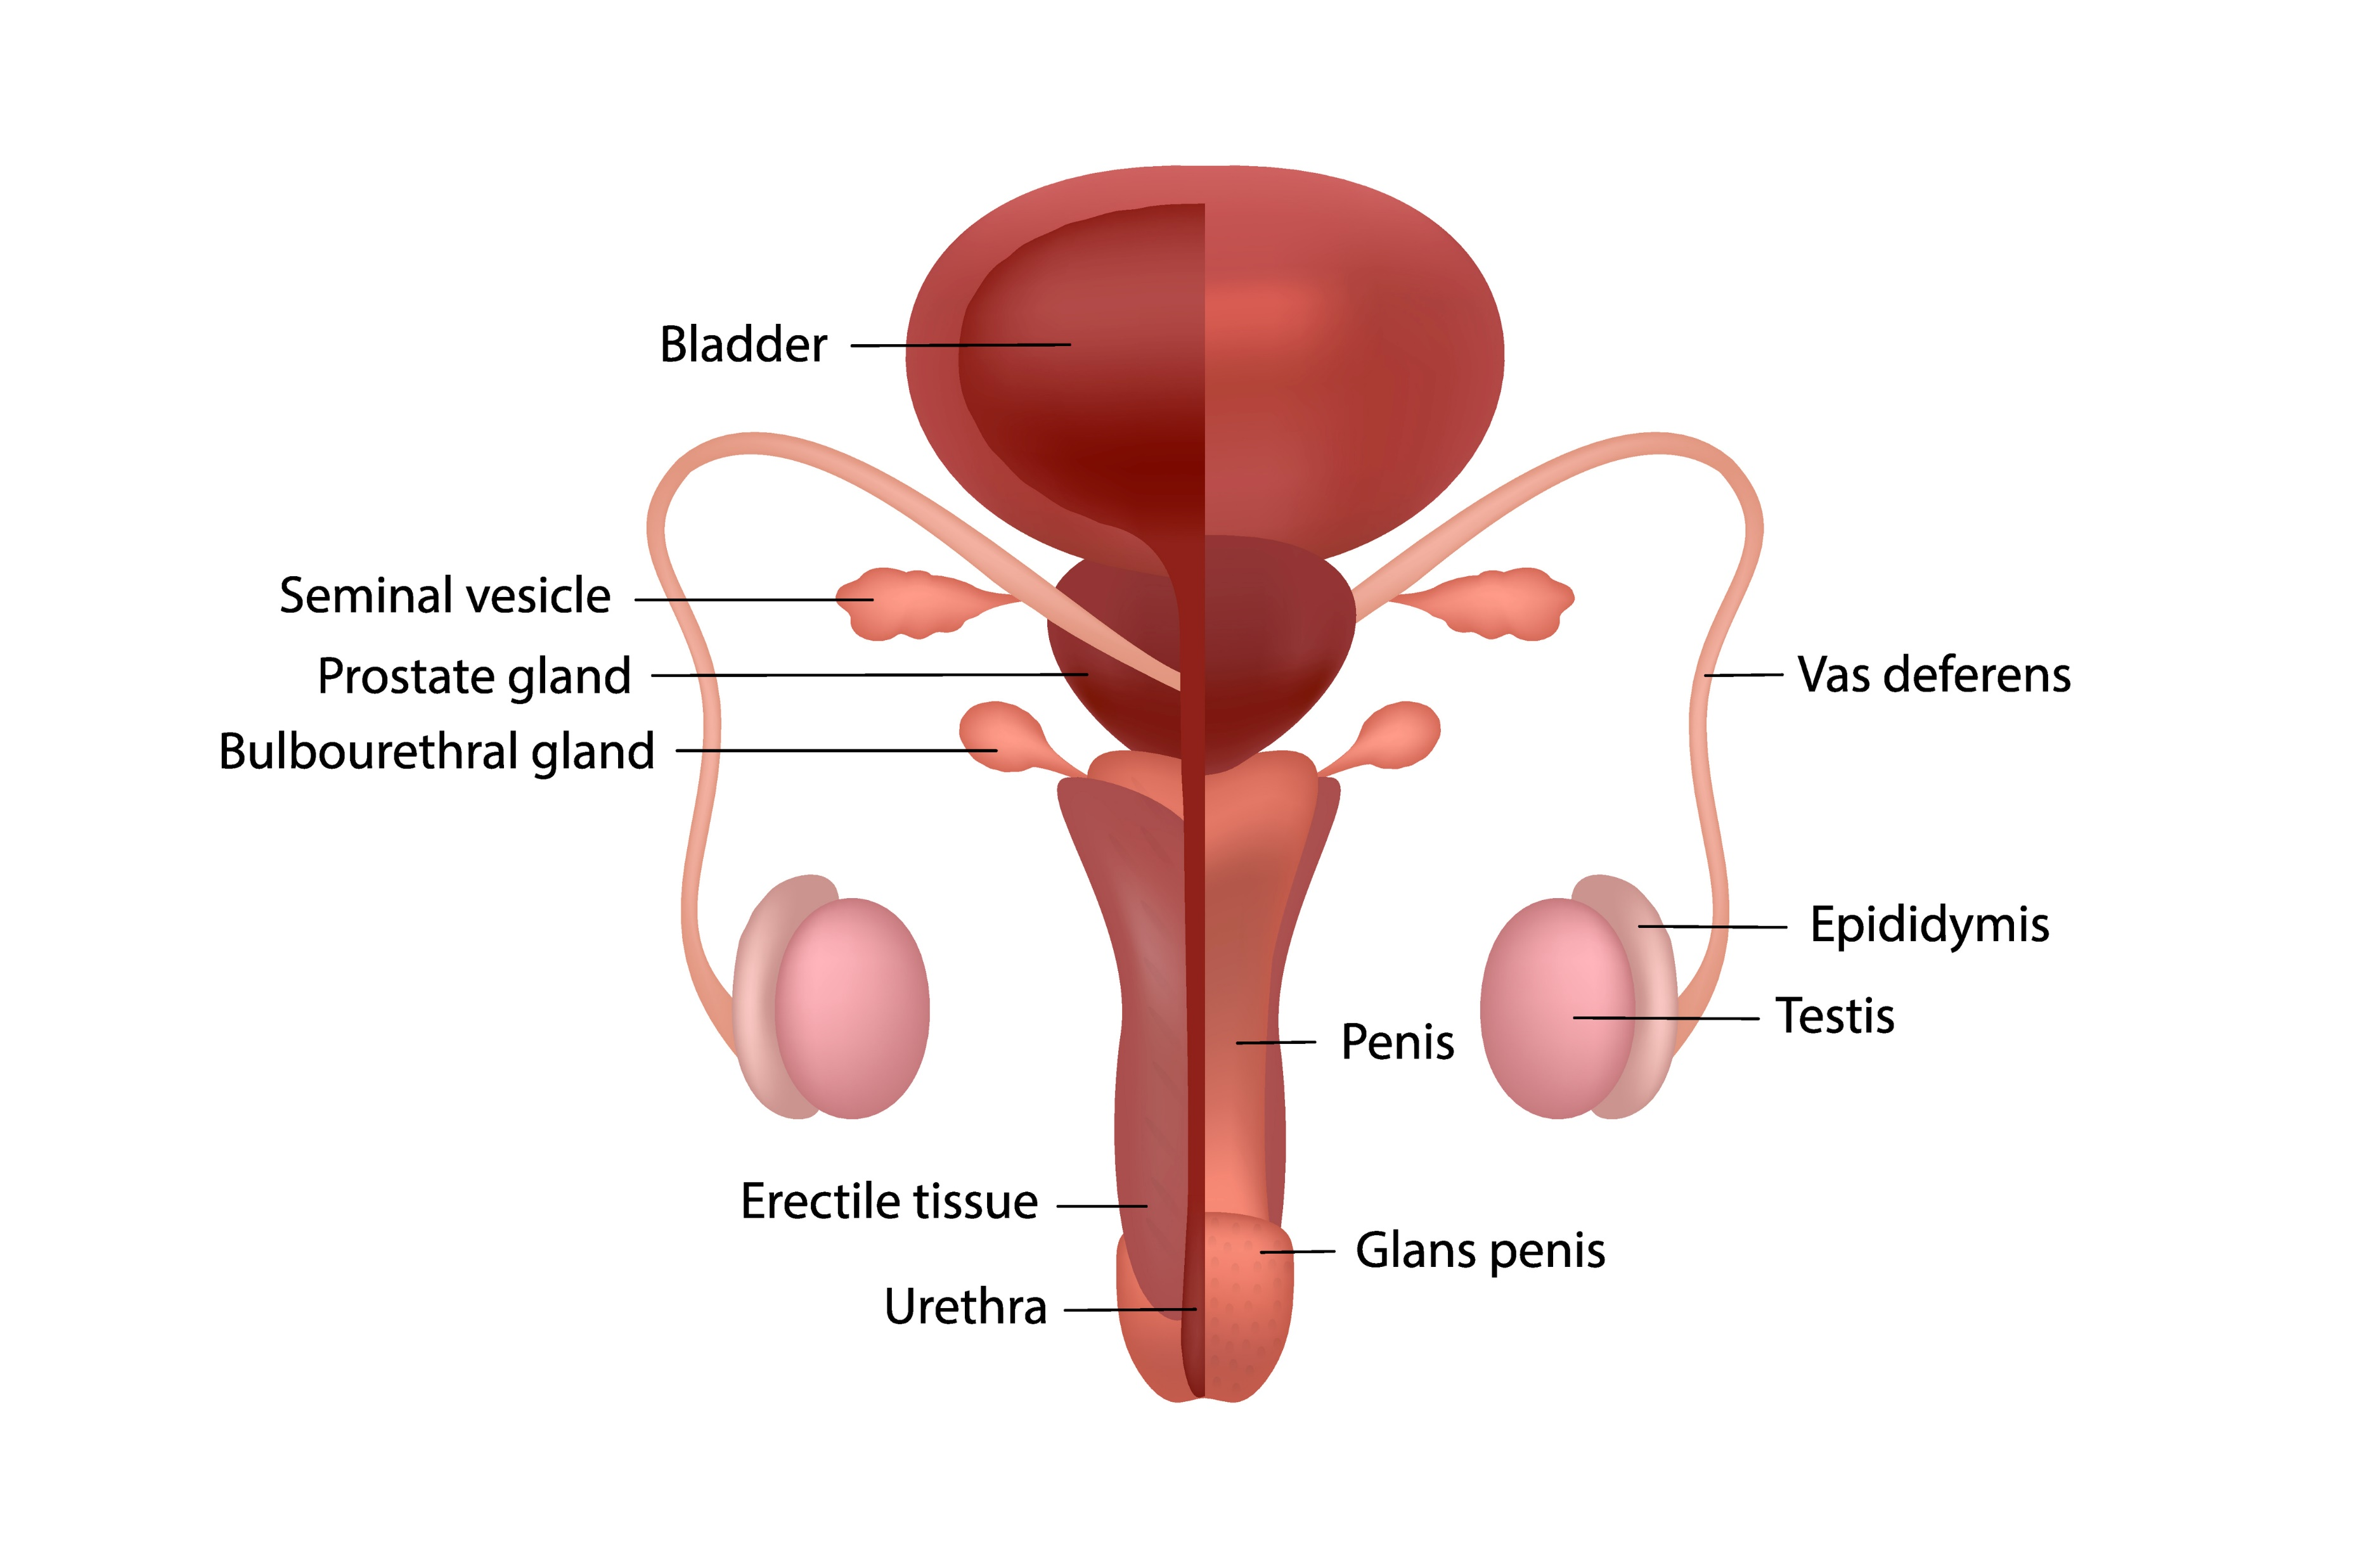 Bladder
Seminal vesicle
Prostate gland
Vas deferens
Bulbourethral gland
Epididymis
Testis
Penis
Erectile tissue
Glans penis
Urethra